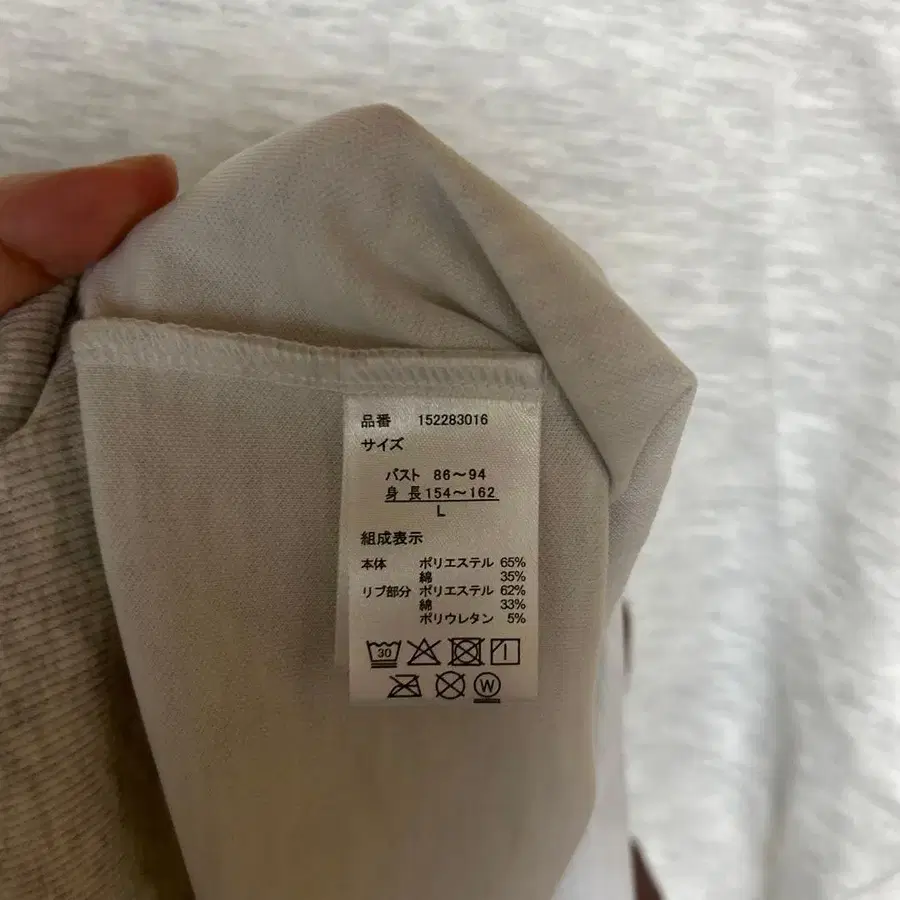 品番 152283016
サイズ
バスト 86～94
身 長 154～162
L
組成表示
本体 ポリエステル 65%
綿 35%
リブ部分 ポリエステル 62%
綿 33%
ポリウレタン 5%
30
W